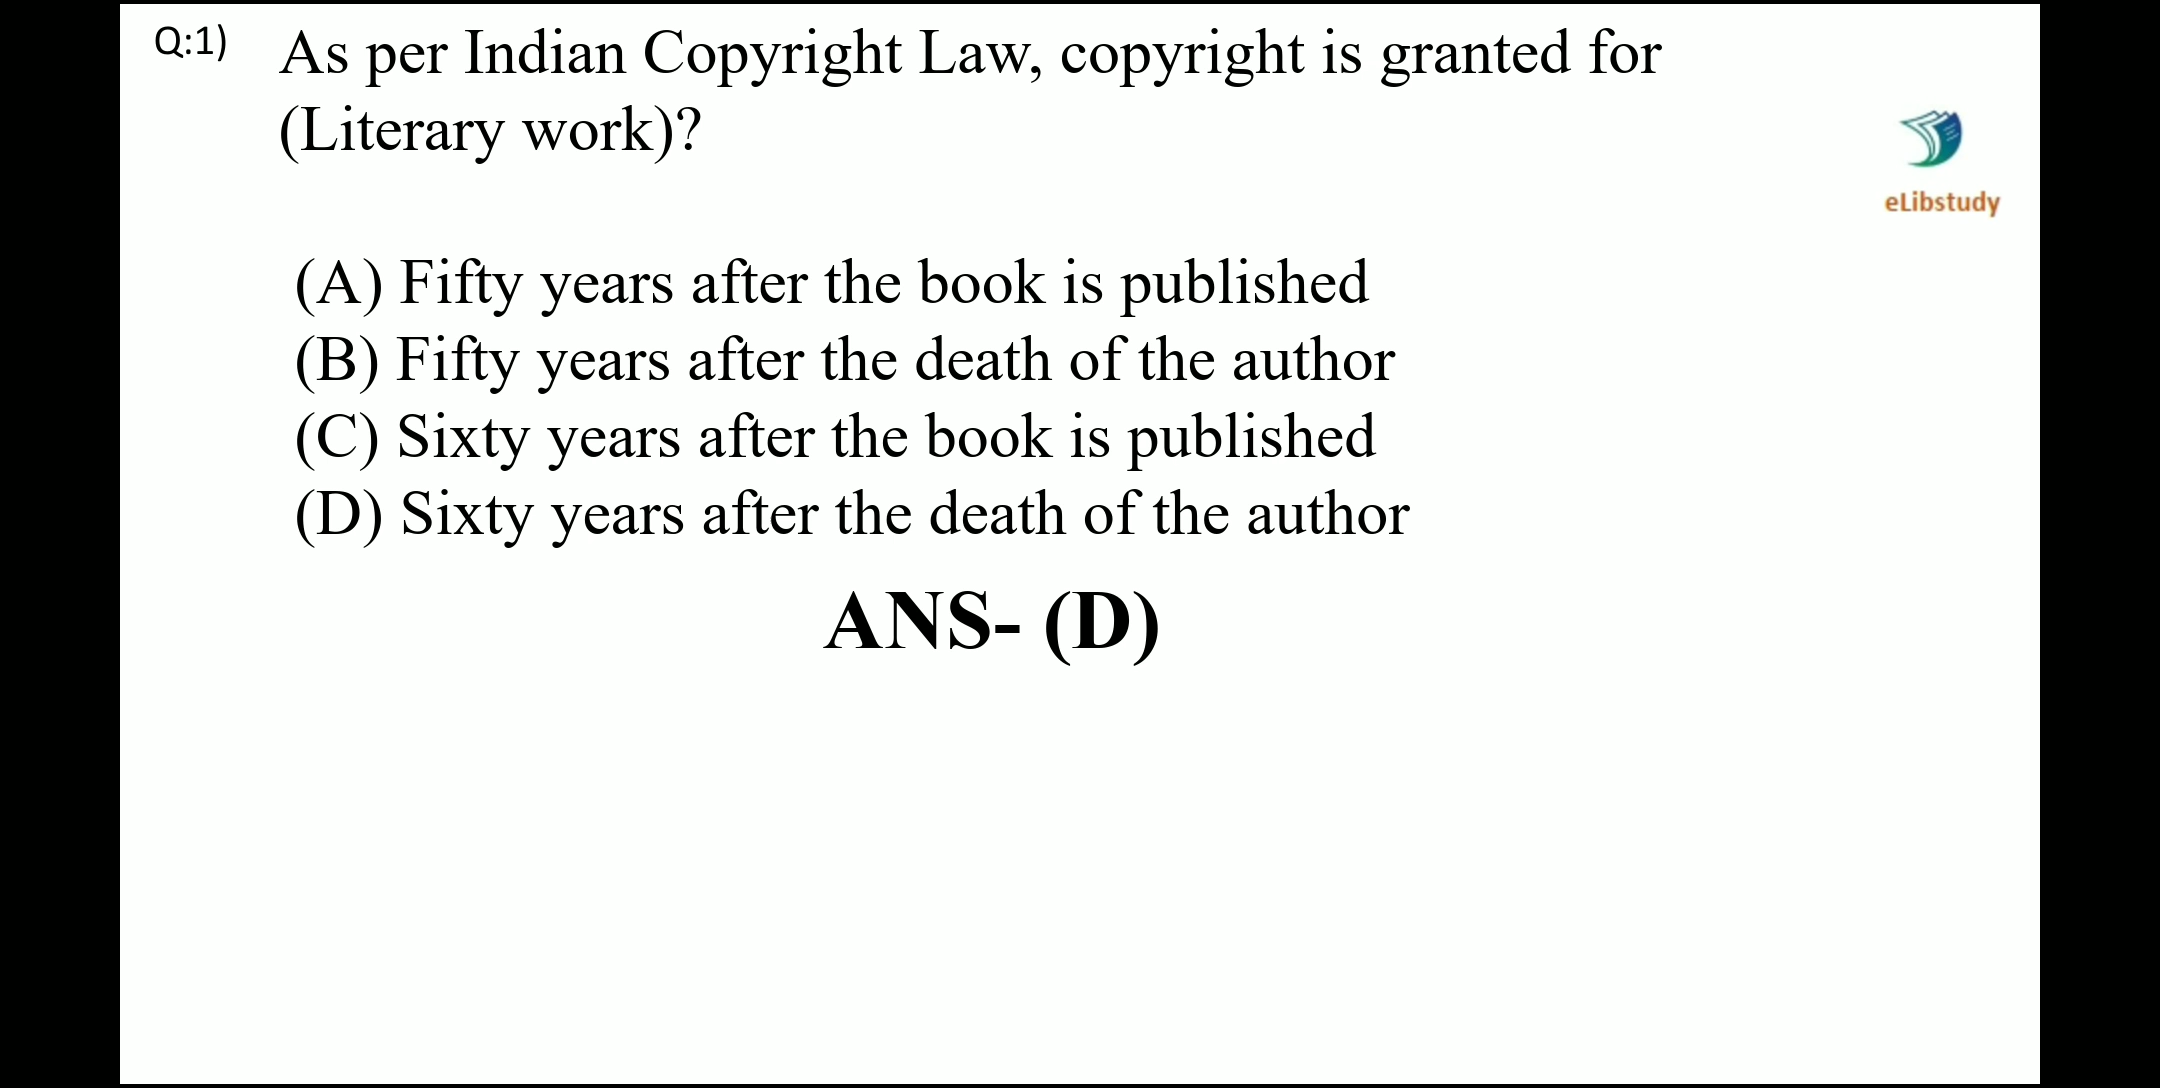 Q:1) As per Indian Copyright Law, copyright is granted for
(Literary work)?
eLibstudy
(A) Fifty years after the book is published
(B) Fifty years after the death of the author
(C) Sixty years after the book is published
(D) Sixty years after the death of the author
ANS- (D)